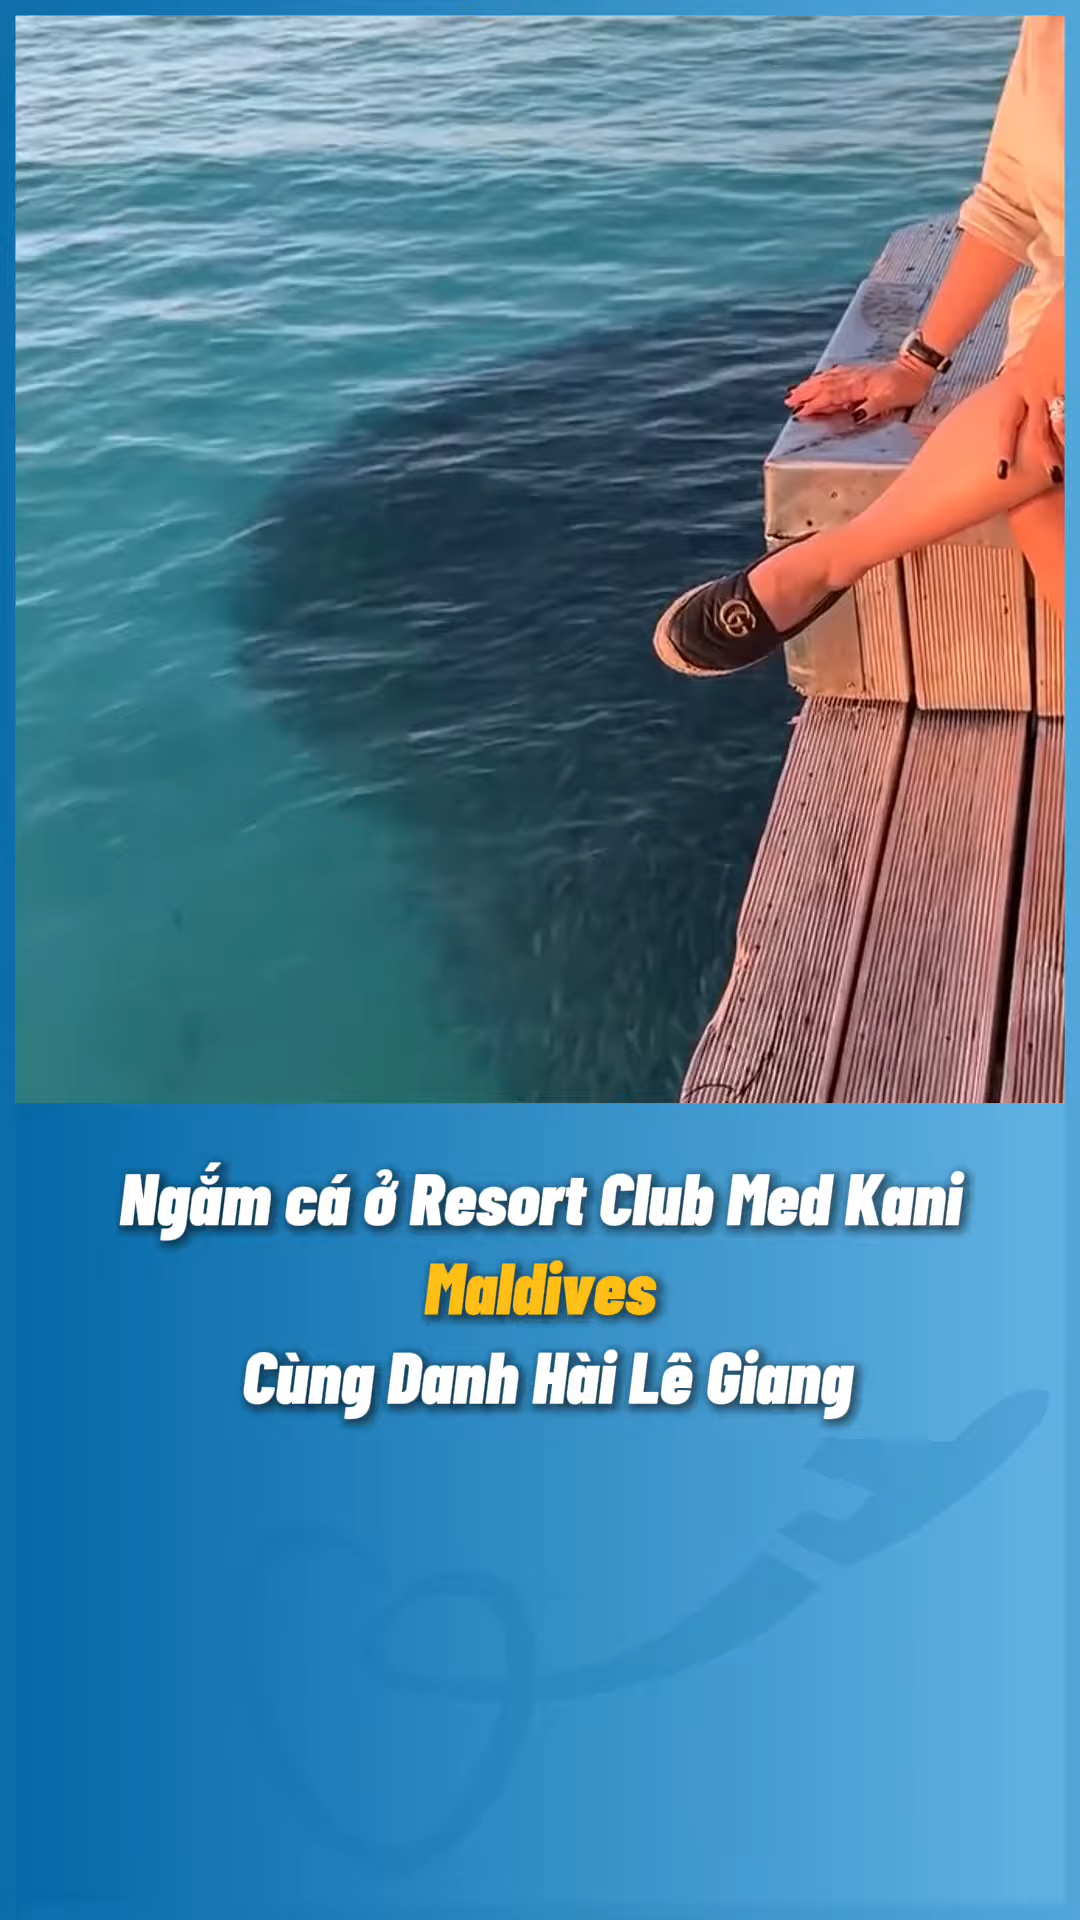 Ngắm cá ở Resort Club Med Kani
Maldives
Cùng Danh Hài Lê Giang